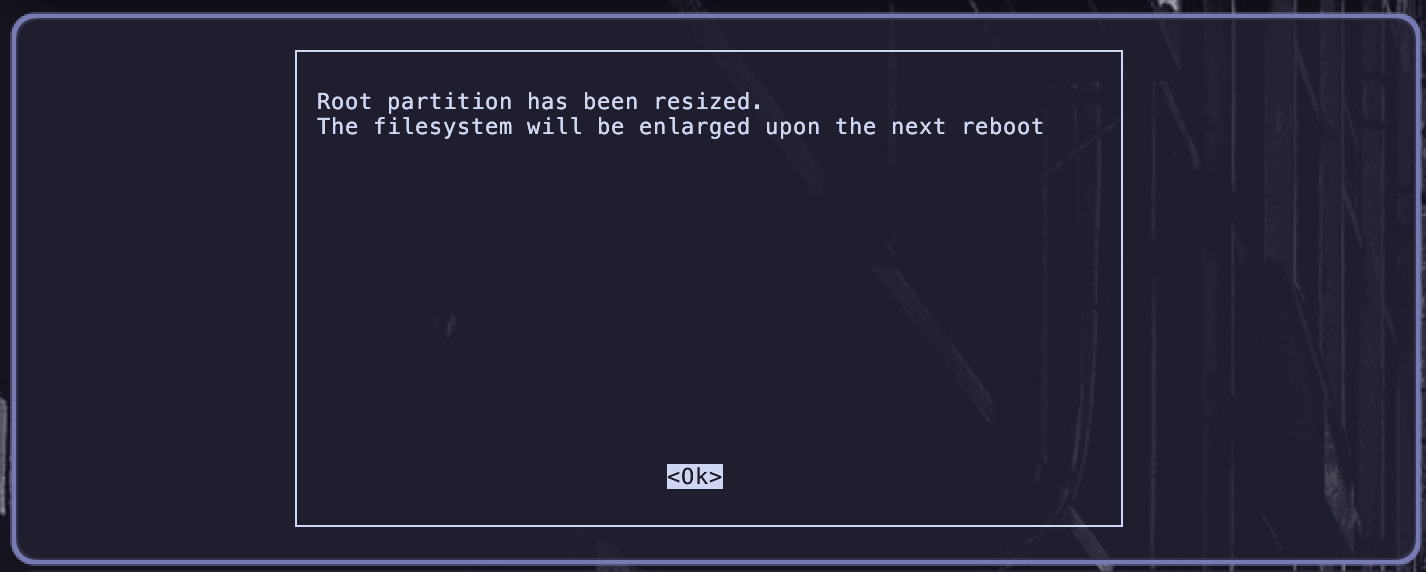 Root partition has been resized.
The filesystem will be enlarged upon the next reboot
<Ok>